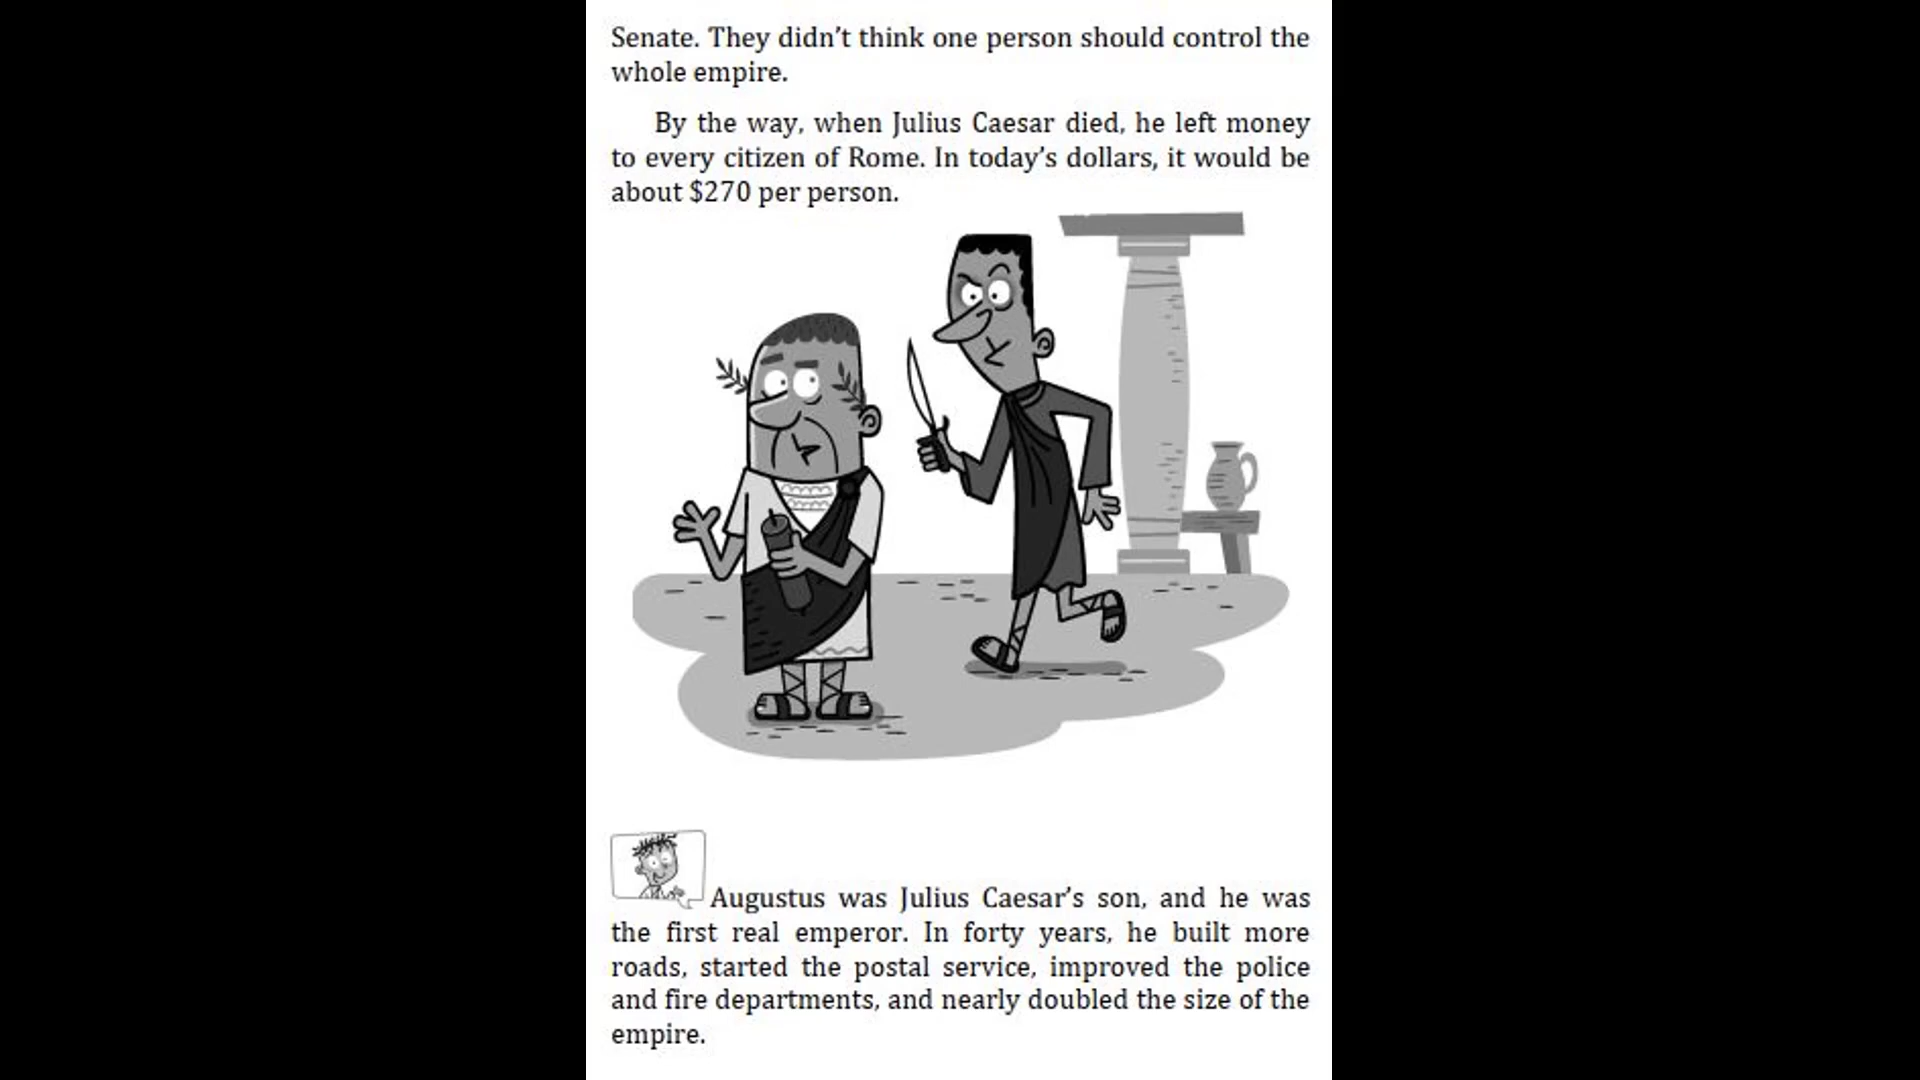 Senate. They didn’t think one person should control the
whole empire.
By the way, when Julius Caesar died, he left money
to every citizen of Rome. In today’s dollars, it would be
about $270 per person.
Augustus was Julius Caesar’s son, and he was
the first real emperor. In forty years, he built more
roads, started the postal service, improved the police
and fire departments, and nearly doubled the size of the
empire.